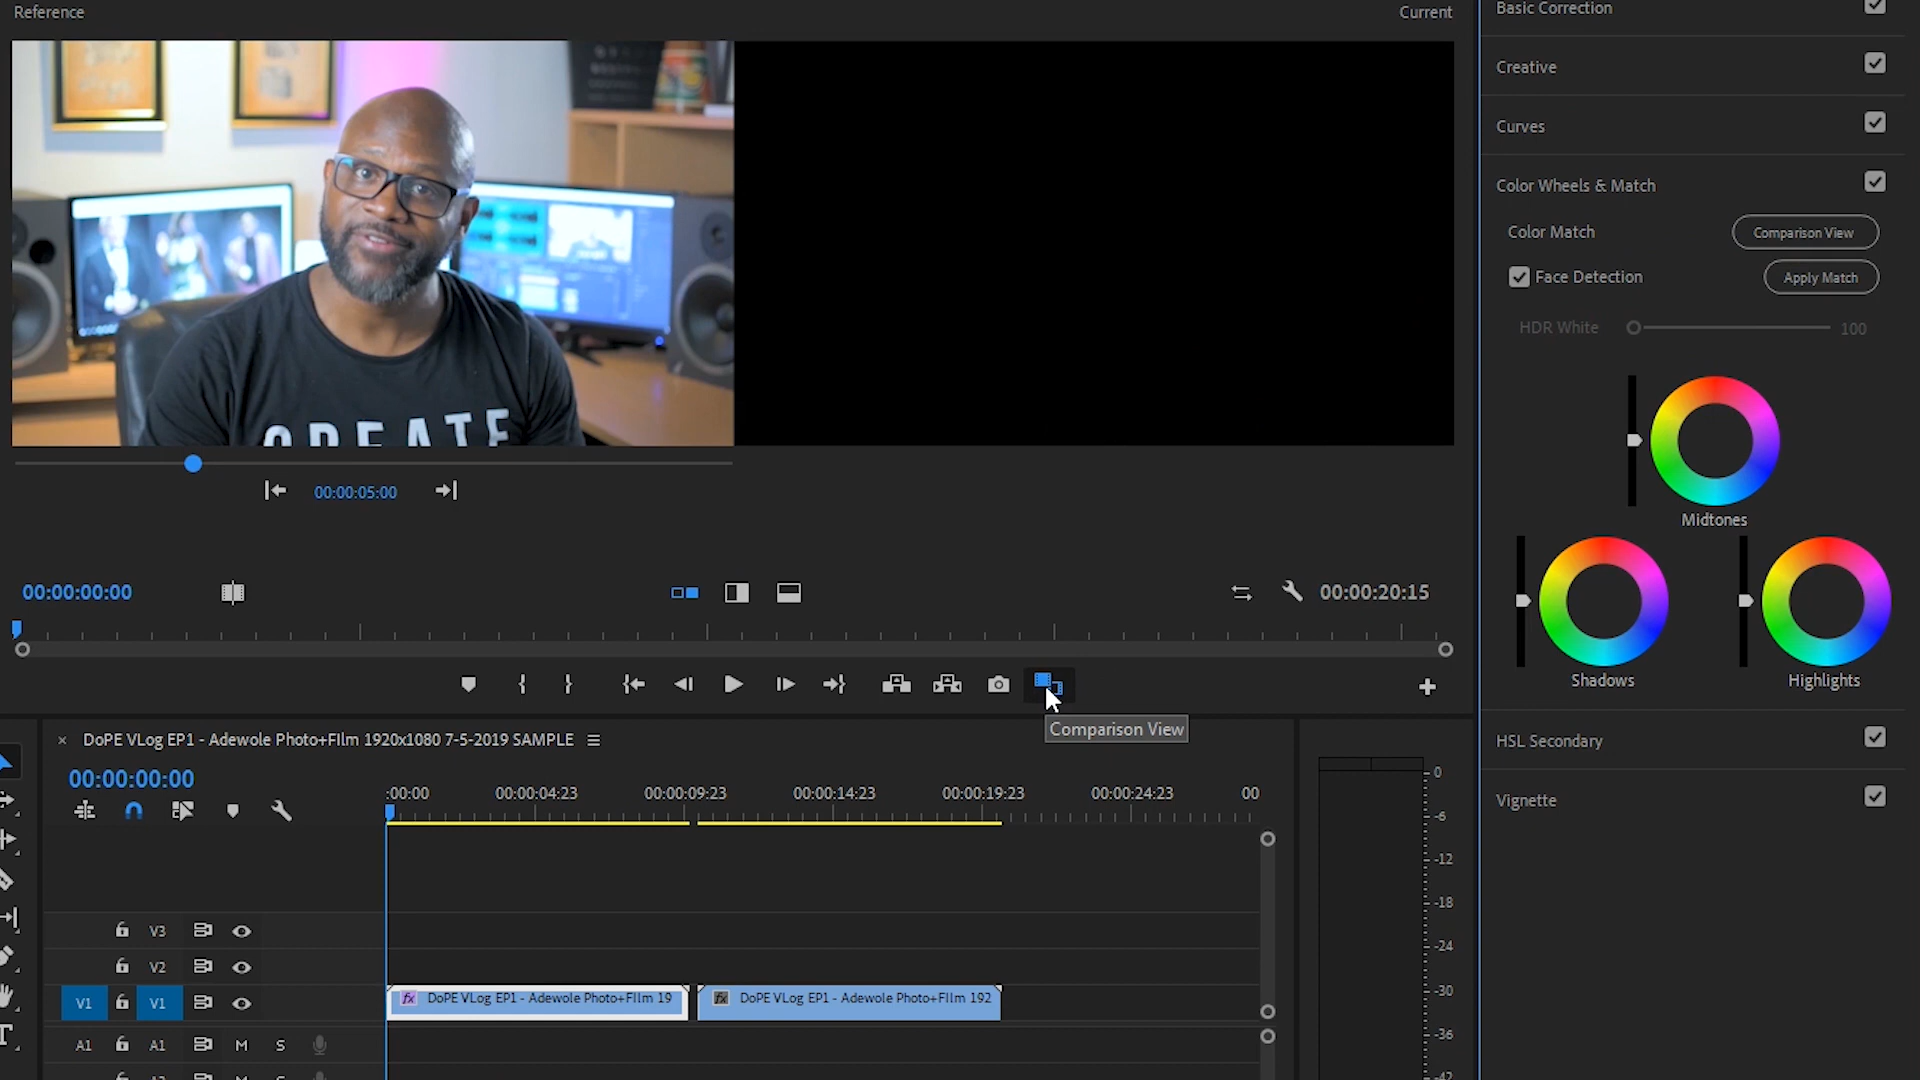 Reference
Current
CREATE
00:00:05:00
00:00:00:00
00:00:20:15
Comparison View
× DoPE VLog EP1 - Adewole Photo+FIlm 1920x1080 7-5-2019 SAMPLE
00:00:00:00
:00:00 00:00:04:23 00:00:09:23 00:00:14:23 00:00:19:23 00:00:24:23 00
V3
V2
V1 V1
fx DoPE VLog EP1 - Adewole Photo+FIlm 19
fx DoPE VLog EP1 - Adewole Photo+FIlm 192
A1 A1 M S
0
-6
-12
-18
-24
-30
-36
-42
Basic Correction
Creative
Curves
Color Wheels & Match
Color Match Comparison View
Face Detection Apply Match
HDR White 100
Midtones
Shadows
Highlights
HSL Secondary
Vignette